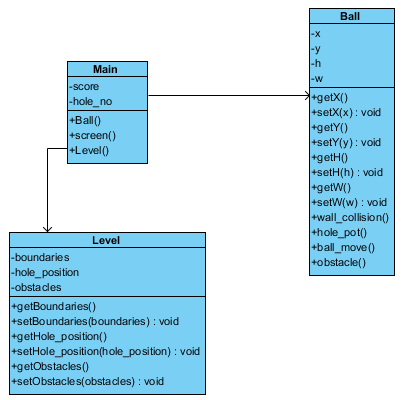 Main
-score
-hole_no
+Ball()
+screen()
+Level()
Ball
-x
-y
-h
-w
+getX()
+setX(x) : void
+getY()
+setY(y) : void
+getH()
+setH(h) : void
+getW()
+setW(w) : void
+wall_collision()
+hole_pot()
+ball_move()
+obstacle()
Level
-boundaries
-hole_position
-obstacles
+getBoundaries()
+setBoundaries(boundaries) : void
+getHole_position()
+setHole_position(hole_position) : void
+getObstacles()
+setObstacles(obstacles) : void